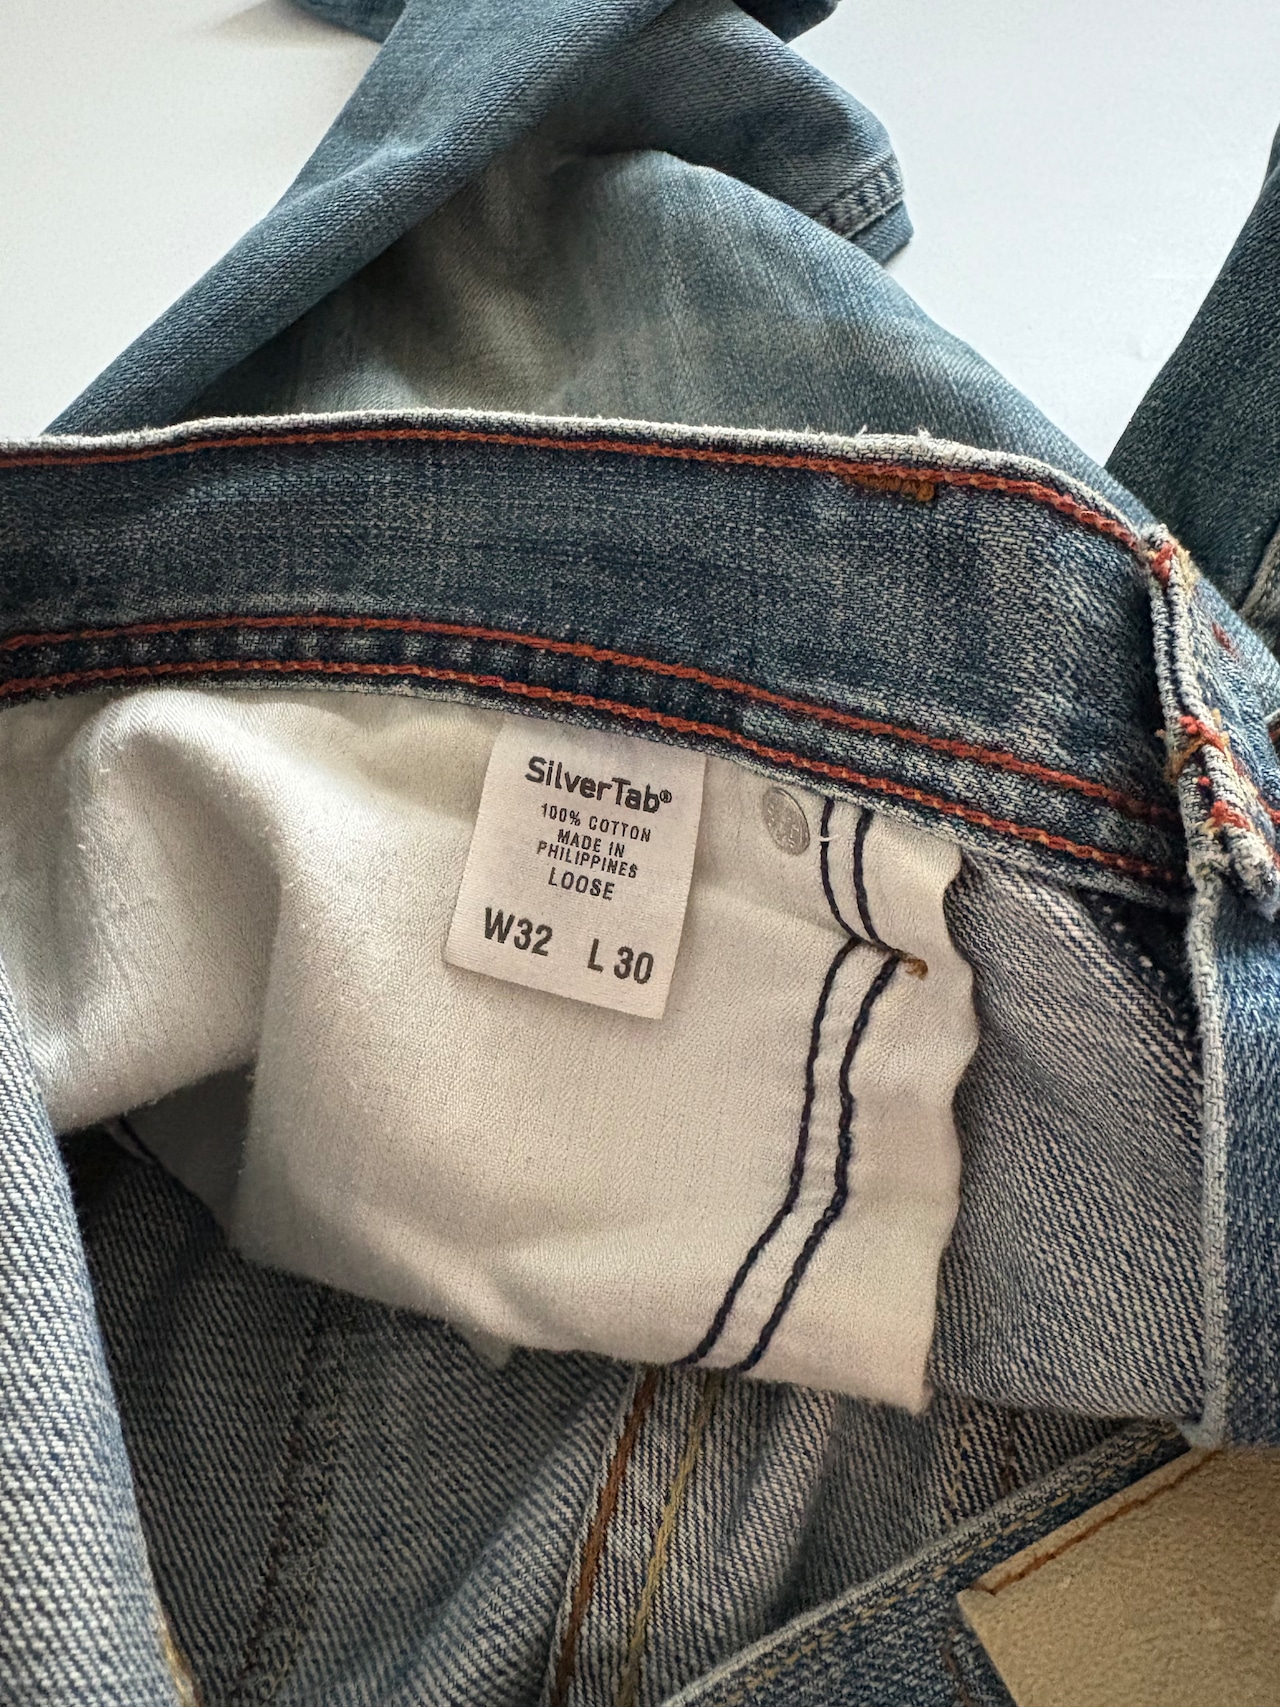 SilverTab®
100% COTTON
MADE IN
PHILIPPINES
LOOSE
W32 L 30